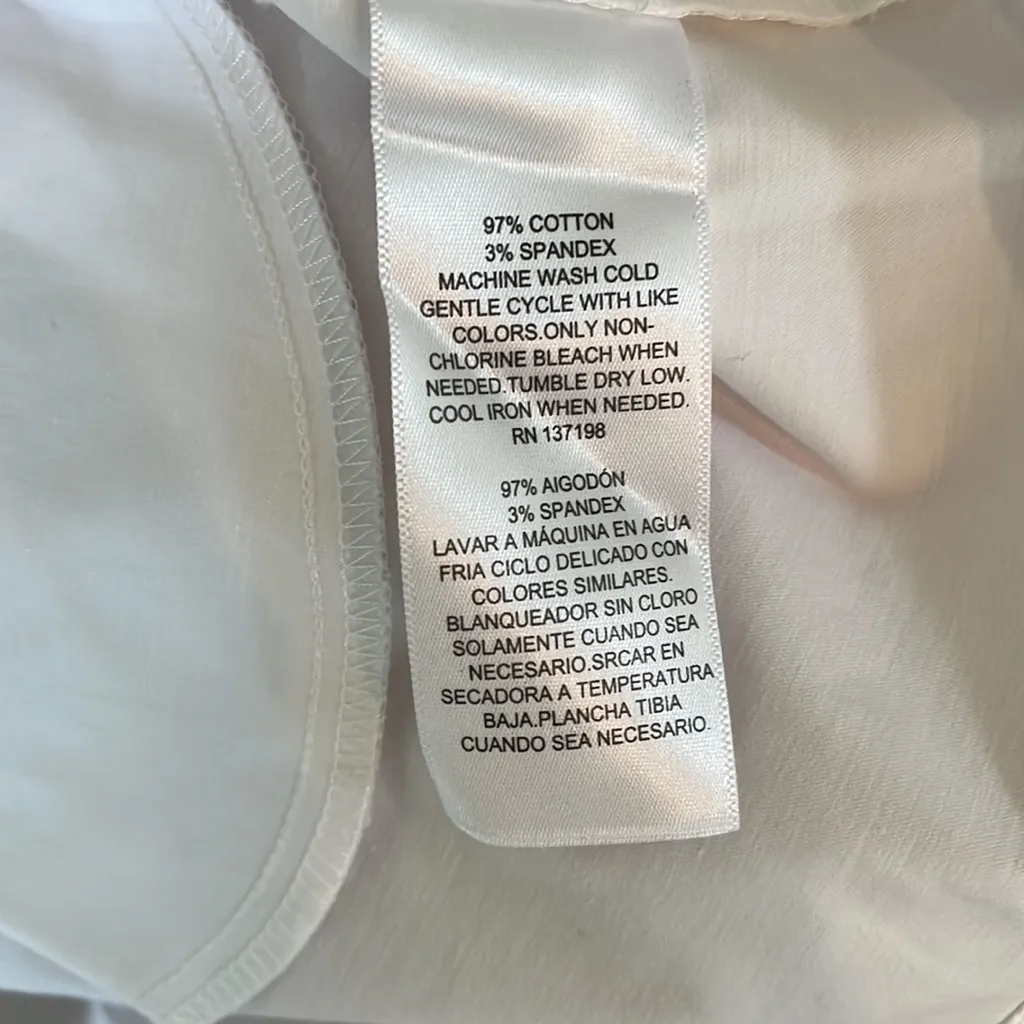 97% COTTON
3% SPANDEX
MACHINE WASH COLD
GENTLE CYCLE WITH LIKE
COLORS.ONLY NON-
CHLORINE BLEACH WHEN
NEEDED.TUMBLE DRY LOW.
COOL IRON WHEN NEEDED.
RN 137198
97% AIGODÓN
3% SPANDEX
LAVAR A MÁQUINA EN AGUA
FRIA CICLO DELICADO CON
COLORES SIMILARES.
BLANQUEADOR SIN CLORO
SOLAMENTE CUANDO SEA
NECESARIO.SRCAR EN
SECADORA A TEMPERATURA
BAJA.PLANCHA TIBIA
CUANDO SEA NECESARIO.